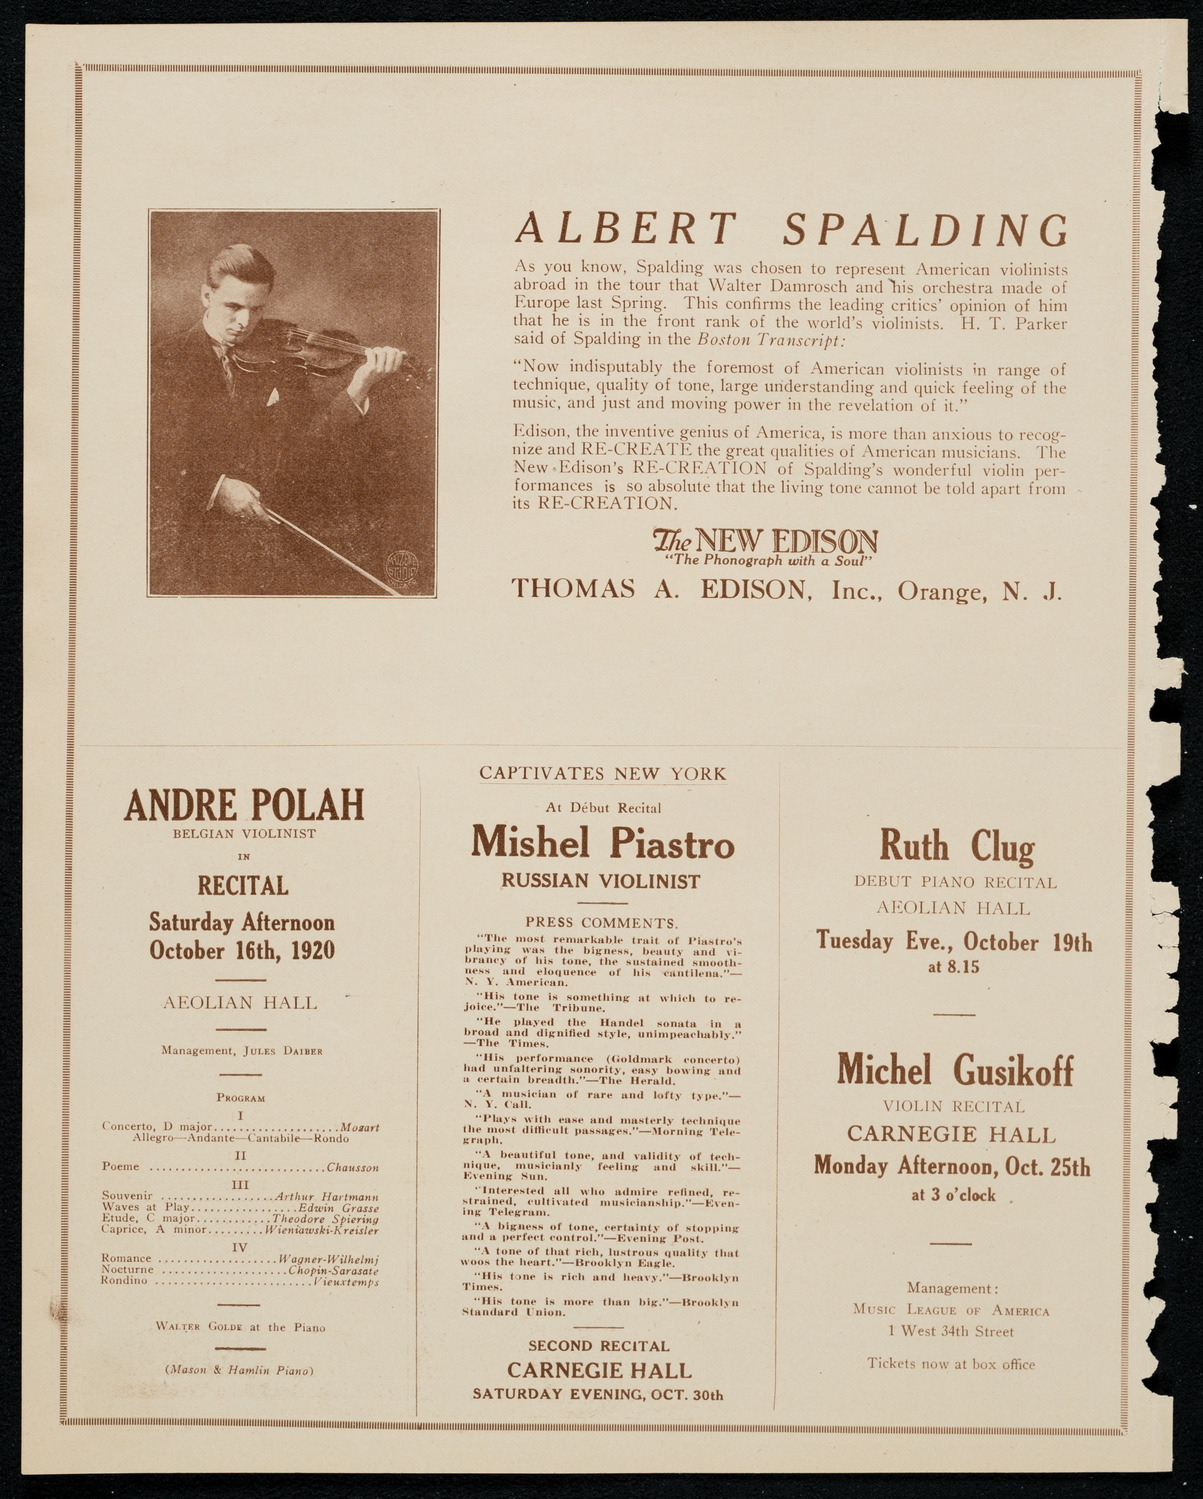 ALBERT SPALDING
As you know, Spalding was chosen to represent American violinists
abroad in the tour that Walter Damrosch and his orchestra made of
Europe last Spring. This confirms the leading critics' opinion of him
that he is in the front rank of the world's violinists. H. T. Parker
said of Spalding in the Boston Transcript:
"Now indisputably the foremost of American violinists in range of
technique, quality of tone, large understanding and quick feeling of the
music, and just and moving power in the revelation of it."
Edison, the inventive genius of America, is more than anxious to recog-
nize and RE-CREATE the great qualities of American musicians. The
New Edison's RE-CREATION of Spalding's wonderful violin per-
formances is so absolute that the living tone cannot be told apart from
its RE-CREATION.
The NEW EDISON
"The Phonograph with a Soul"
THOMAS A. EDISON, Inc., Orange, N. J.
ANDRE POLAH
BELGIAN VIOLINIST
IN
RECITAL
Saturday Afternoon
October 16th, 1920
AEOLIAN HALL
Management, JULES DAIBER
PROGRAM
I
Concerto, D major..................Mozart
Allegro—Andante—Cantabile—Rondo
II
Poeme ..........................Chausson
III
Souvenir .................Arthur Hartmann
Waves at Play................Edwin Grasse
Etude, C major............Theodore Spiering
Caprice, A minor.........Wieniawski-Kreisler
IV
Romance ..................Wagner-Wilhelmj
Nocturne ...................Chopin-Sarasate
Rondino ........................Vieuxtemps
WALTER GOLDE at the Piano
(Mason & Hamlin Piano)
CAPTIVATES NEW YORK
At Début Recital
Mishel Piastro
RUSSIAN VIOLINIST
PRESS COMMENTS.
"The most remarkable trait of Piastro's
playing was the bigness, beauty and vi-
brancy of his tone, the sustained smooth-
ness and eloquence of his cantilena."—
N. Y. American.
"His tone is something at which to re-
joice."—The Tribune.
"He played the Handel sonata in a
broad and dignified style, unimpeachably."
—The Times.
"His performance (Goldmark concerto)
had unfaltering sonority, easy bowing and
a certain breadth."—The Herald.
"A musician of rare and lofty type."—
N. Y. Call.
"Plays with ease and masterly technique
the most difficult passages."—Morning Tele-
graph.
"A beautiful tone, and validity of tech-
nique, musicianly feeling and skill."—
Evening Sun.
"Interested all who admire refined, re-
strained, cultivated musicianship."—Even-
ing Telegram.
"A bigness of tone, certainty of stopping
and a perfect control."—Evening Post.
"A tone of that rich, lustrous quality that
woos the heart."—Brooklyn Eagle.
"His tone is rich and heavy."—Brooklyn
Times.
"His tone is more than big."—Brooklyn
Standard Union.
SECOND RECITAL
CARNEGIE HALL
SATURDAY EVENING, OCT. 30th
Ruth Clug
DEBUT PIANO RECITAL
AEOLIAN HALL
Tuesday Eve., October 19th
at 8.15
Michel Gusikoff
VIOLIN RECITAL
CARNEGIE HALL
Monday Afternoon, Oct. 25th
at 3 o'clock
Management:
MUSIC LEAGUE OF AMERICA
1 West 34th Street
Tickets now at box office